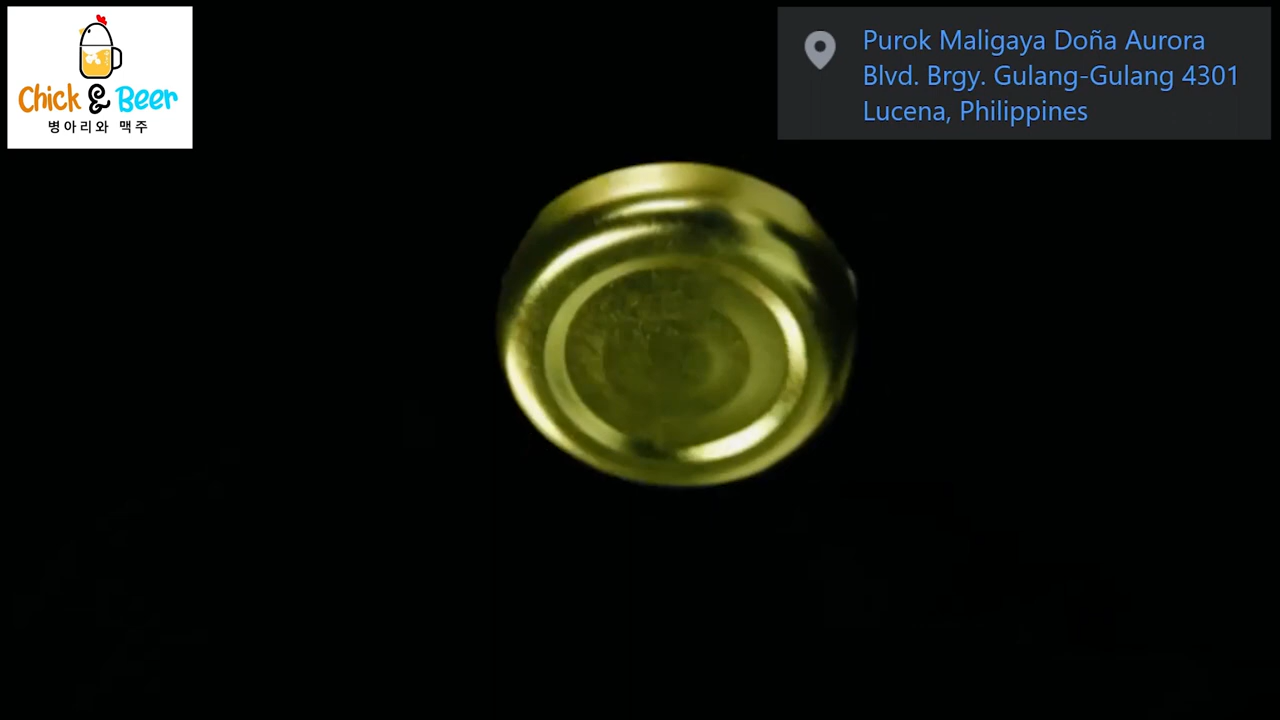 Chick & Beer
병아리와 맥주
Purok Maligaya Doña Aurora
Blvd. Brgy. Gulang-Gulang 4301
Lucena, Philippines